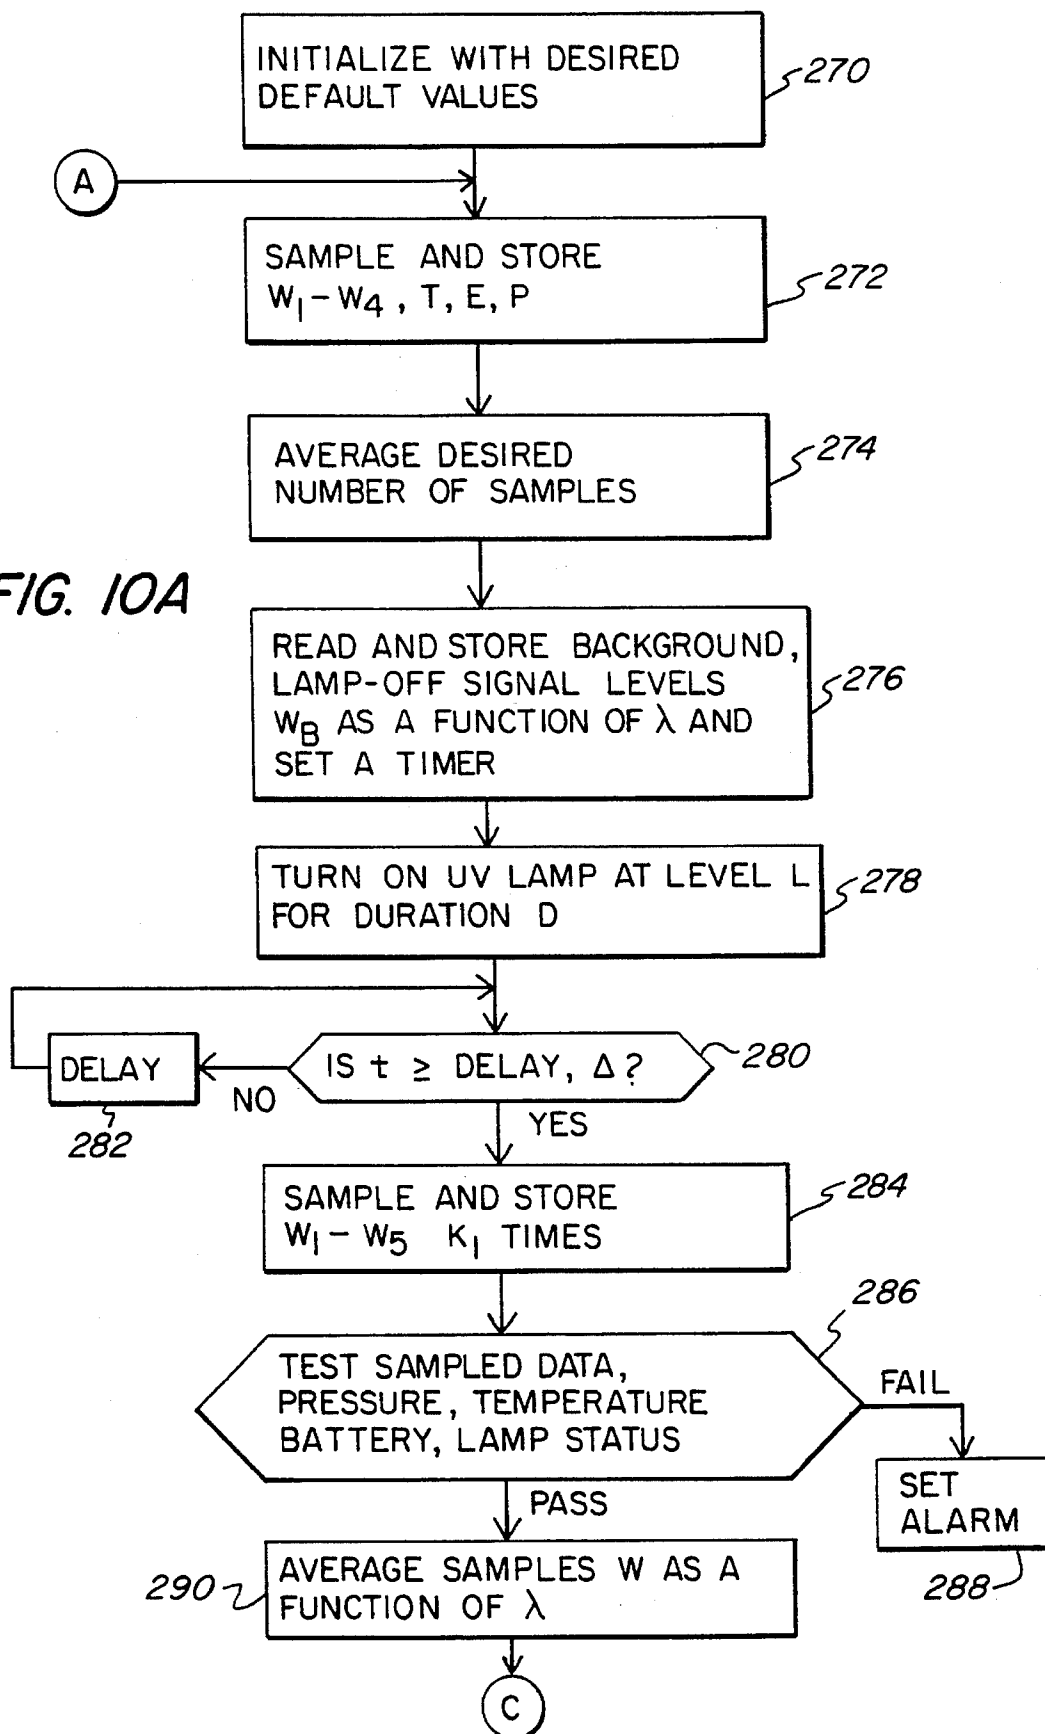 INITIALIZE WITH DESIRED
DEFAULT VALUES
270
A
SAMPLE AND STORE
W₁-W₄, T, E, P
272
AVERAGE DESIRED
NUMBER OF SAMPLES
274
FIG. 10A
READ AND STORE BACKGROUND,
LAMP-OFF SIGNAL LEVELS
W_B AS A FUNCTION OF λ AND
SET A TIMER
276
TURN ON UV LAMP AT LEVEL L
FOR DURATION D
278
IS t ≥ DELAY, Δ?
280
DELAY
NO
282
YES
SAMPLE AND STORE
W₁-W₅ K₁ TIMES
284
TEST SAMPLED DATA,
PRESSURE, TEMPERATURE
BATTERY, LAMP STATUS
286
FAIL
SET
ALARM
288
PASS
AVERAGE SAMPLES W AS A
FUNCTION OF λ
290
C